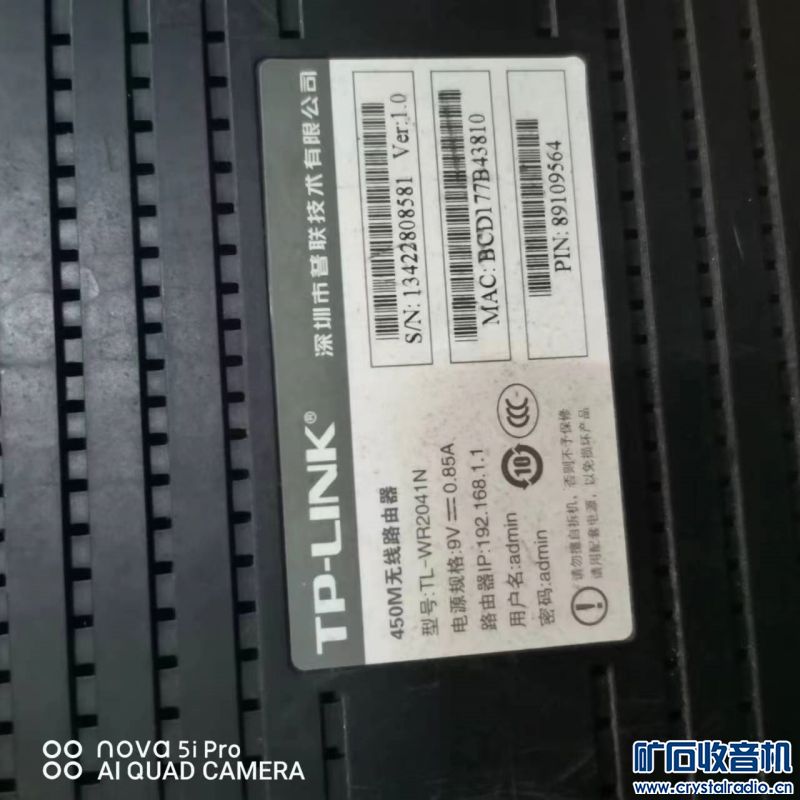 TP-LINK® 深圳市普联技术有限公司
450M无线路由器
型号:TL-WR2041N
电源规格:9V⎓0.85A
路由器IP:192.168.1.1
用户名:admin
密码:admin
请勿擅自拆机，否则不予保修
请用配套电源，以免损坏产品
10
CCC
S/N: 13422808581 Ver:1.0
MAC: BCD177B43810
PIN: 89109564
nova 5i Pro
AI QUAD CAMERA
矿石收音机
www.crystalradio.cn